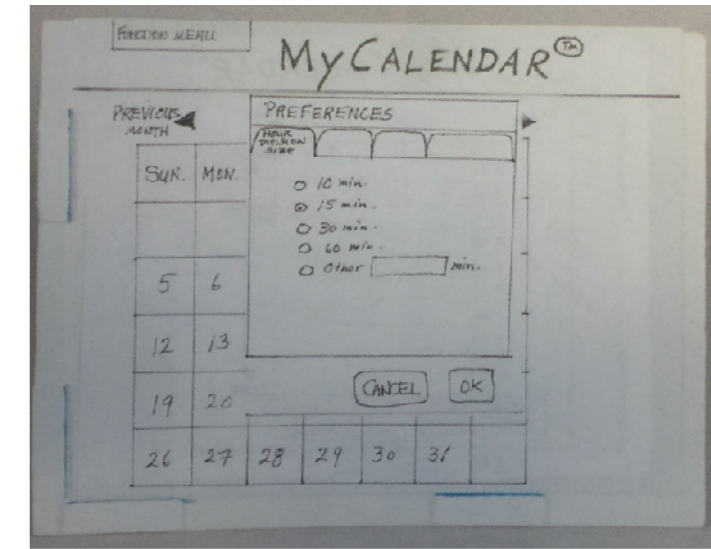 FUNCTION MENU
MYCALENDAR TM
PREVIOUS
MONTH
PREFERENCES
HOUR
DIVISION
SIZE
10 min.
15 min.
30 min.
60 min.
Other min.
CANCEL OK
SUN. MON.
5 6
12 13
19 20
26 27 28 29 30 31